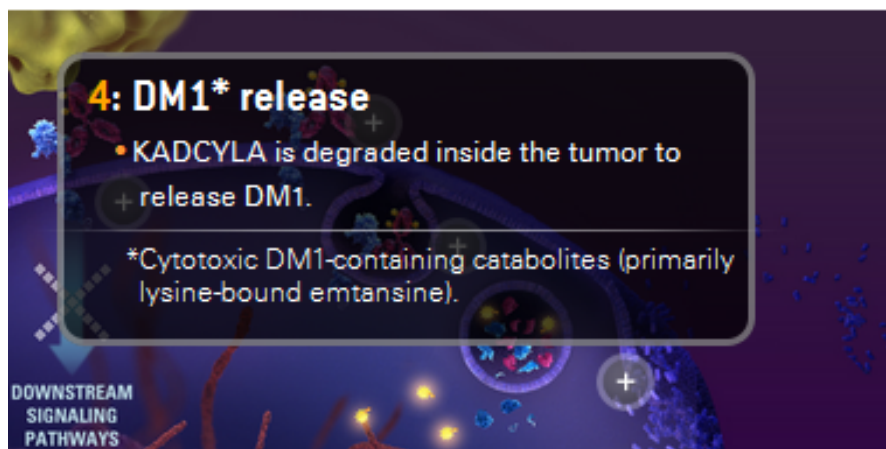 4: DM1* release
• KADCYLA is degraded inside the tumor to
release DM1.
*Cytotoxic DM1-containing catabolites (primarily
lysine-bound emtansine).
DOWNSTREAM
SIGNALING
PATHWAYS